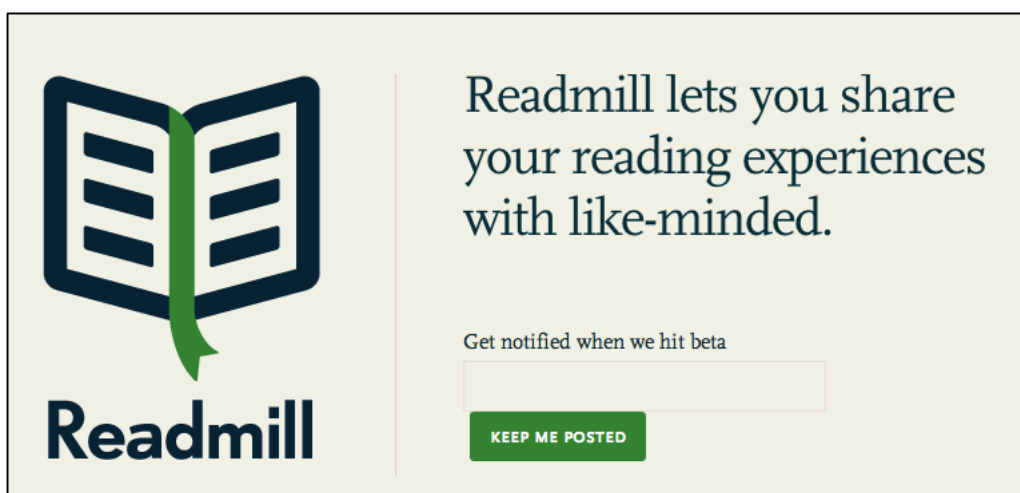 Readmill
Readmill lets you share
your reading experiences
with like-minded.
Get notified when we hit beta
KEEP ME POSTED